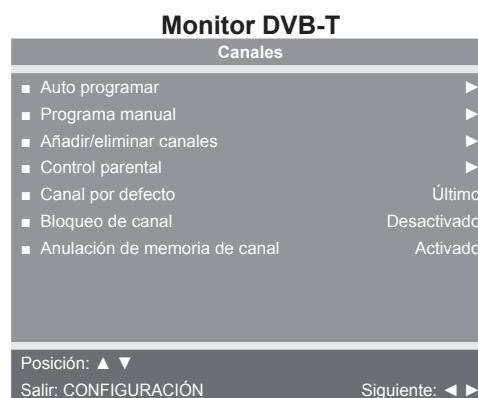 Monitor DVB-T
Canales
■ Auto programar ►
■ Programa manual ►
■ Añadir/eliminar canales ►
■ Control parental ►
■ Canal por defecto Último
■ Bloqueo de canal Desactivado
■ Anulación de memoria de canal Activado
Posición: ▲ ▼
Salir: CONFIGURACIÓN Siguiente: ◄ ►